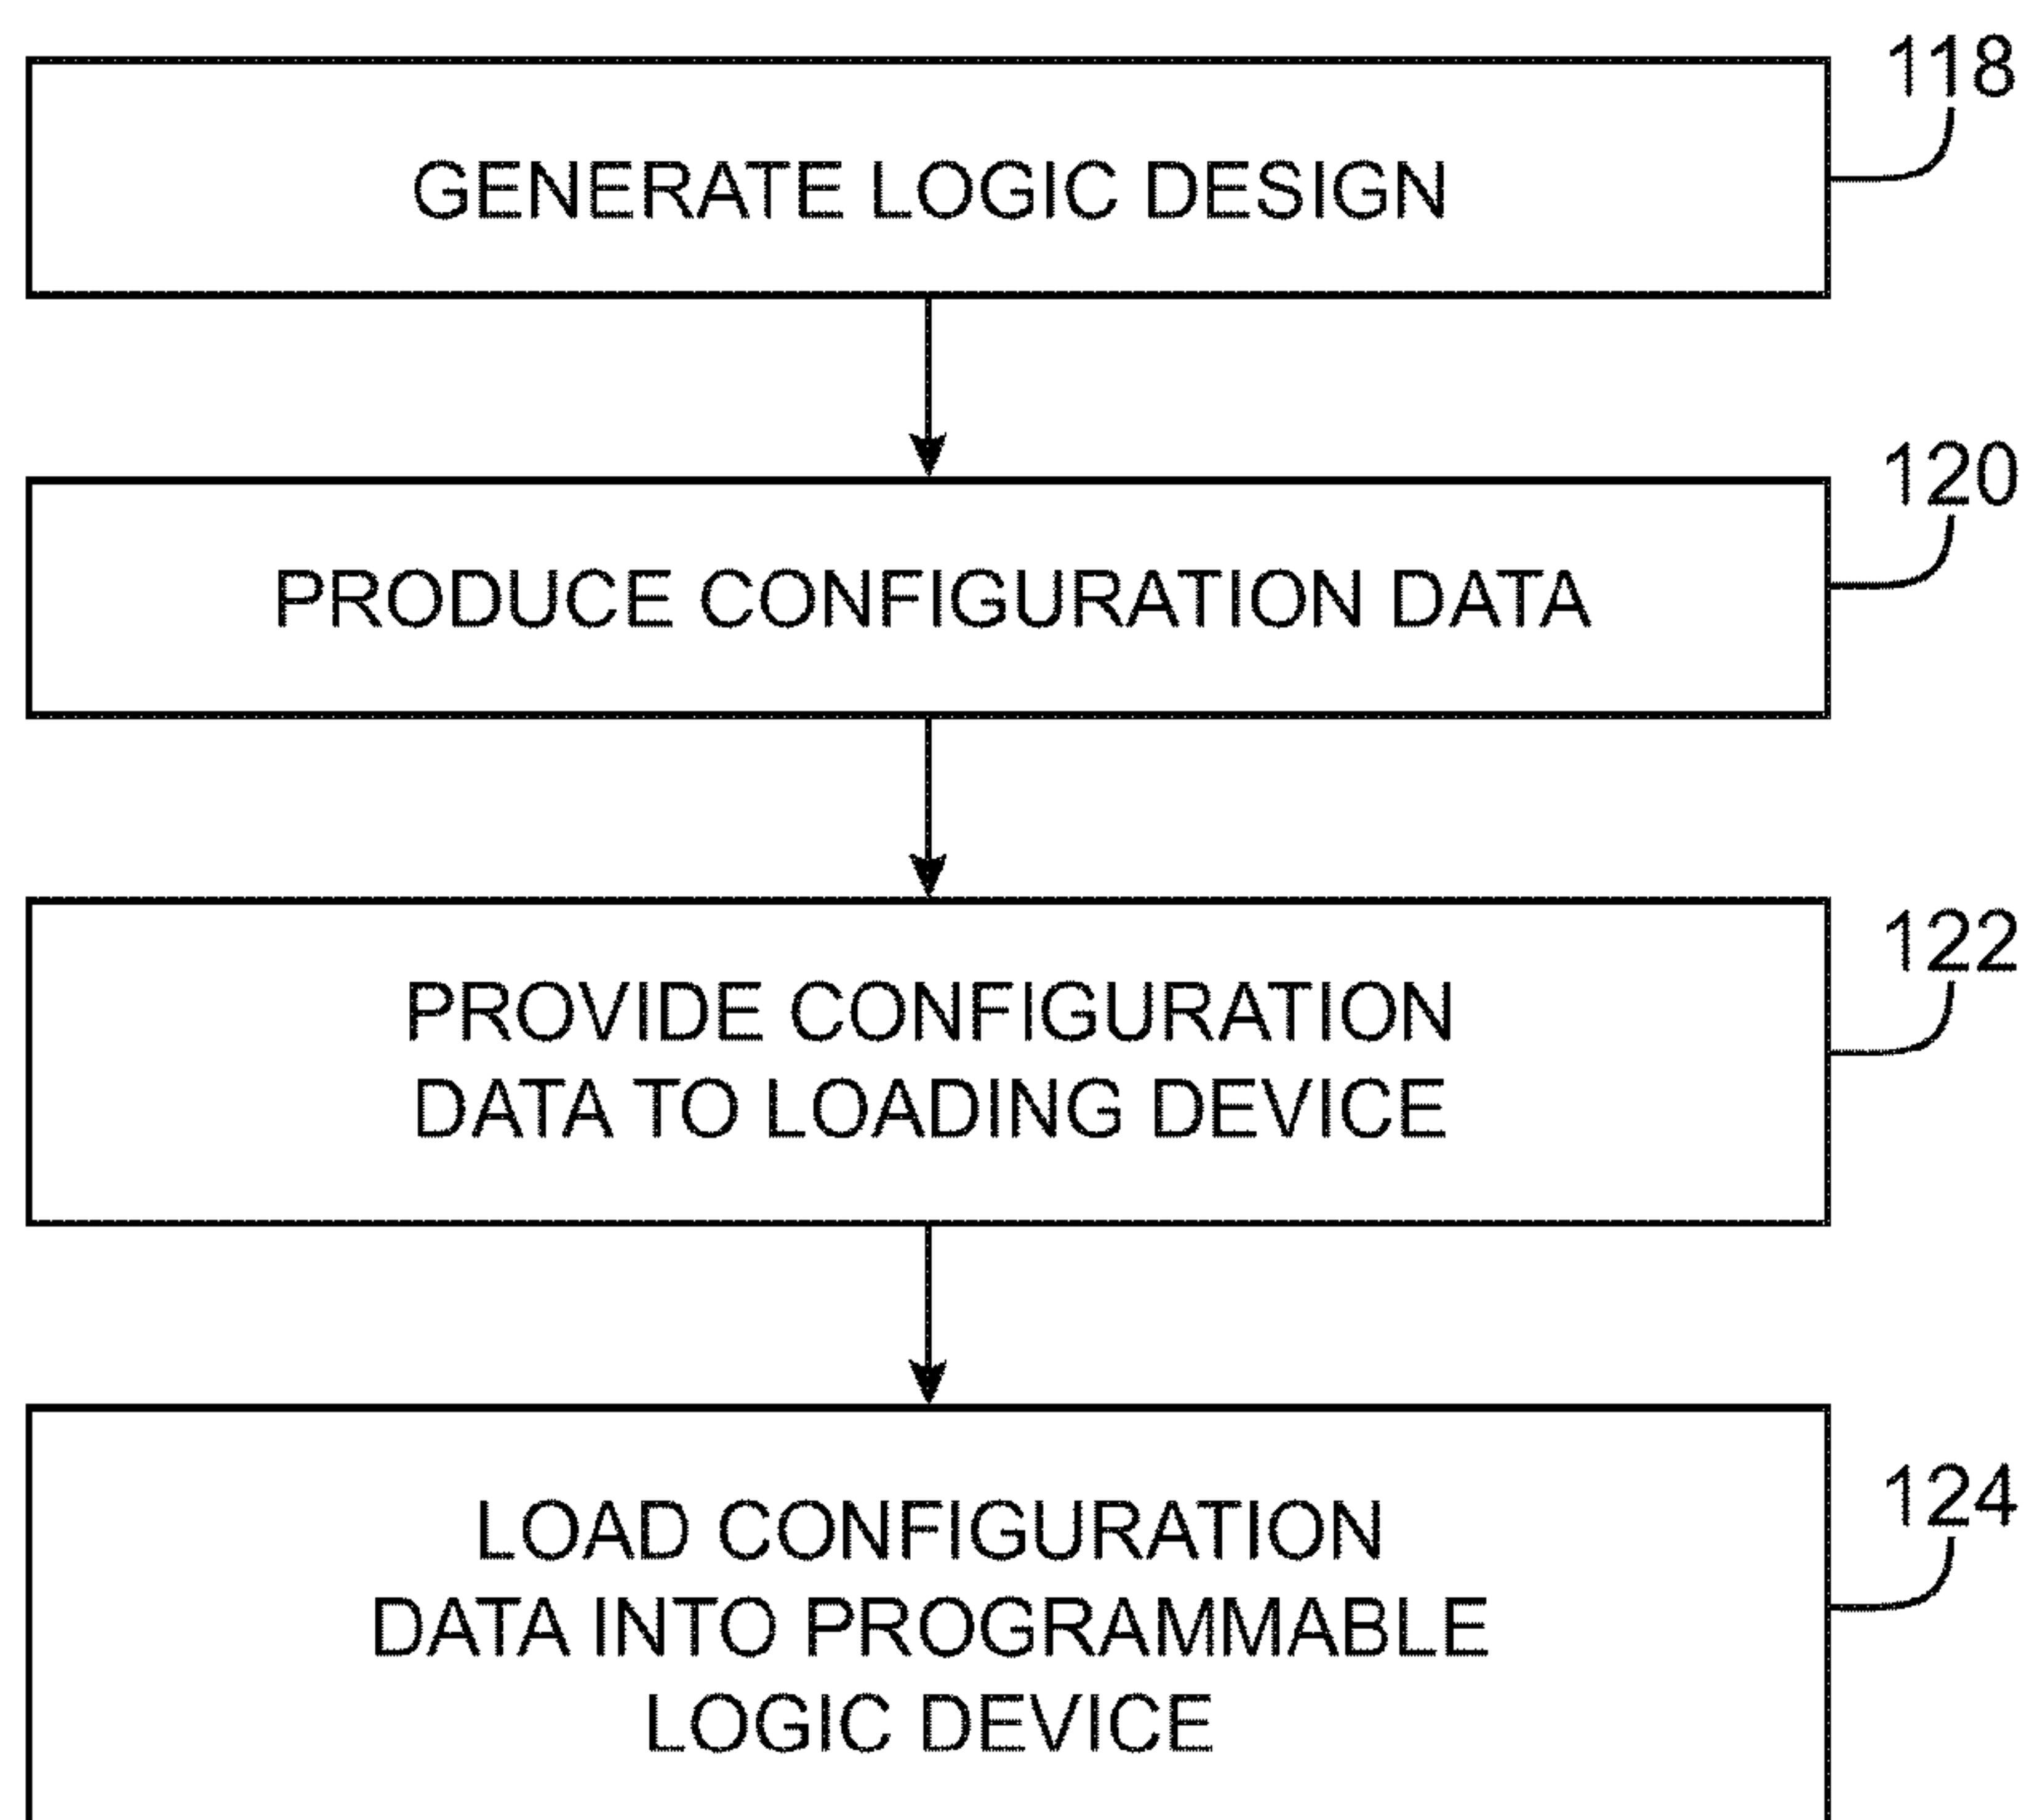 118
GENERATE LOGIC DESIGN
120
PRODUCE CONFIGURATION DATA
122
PROVIDE CONFIGURATION
DATA TO LOADING DEVICE
124
LOAD CONFIGURATION
DATA INTO PROGRAMMABLE
LOGIC DEVICE